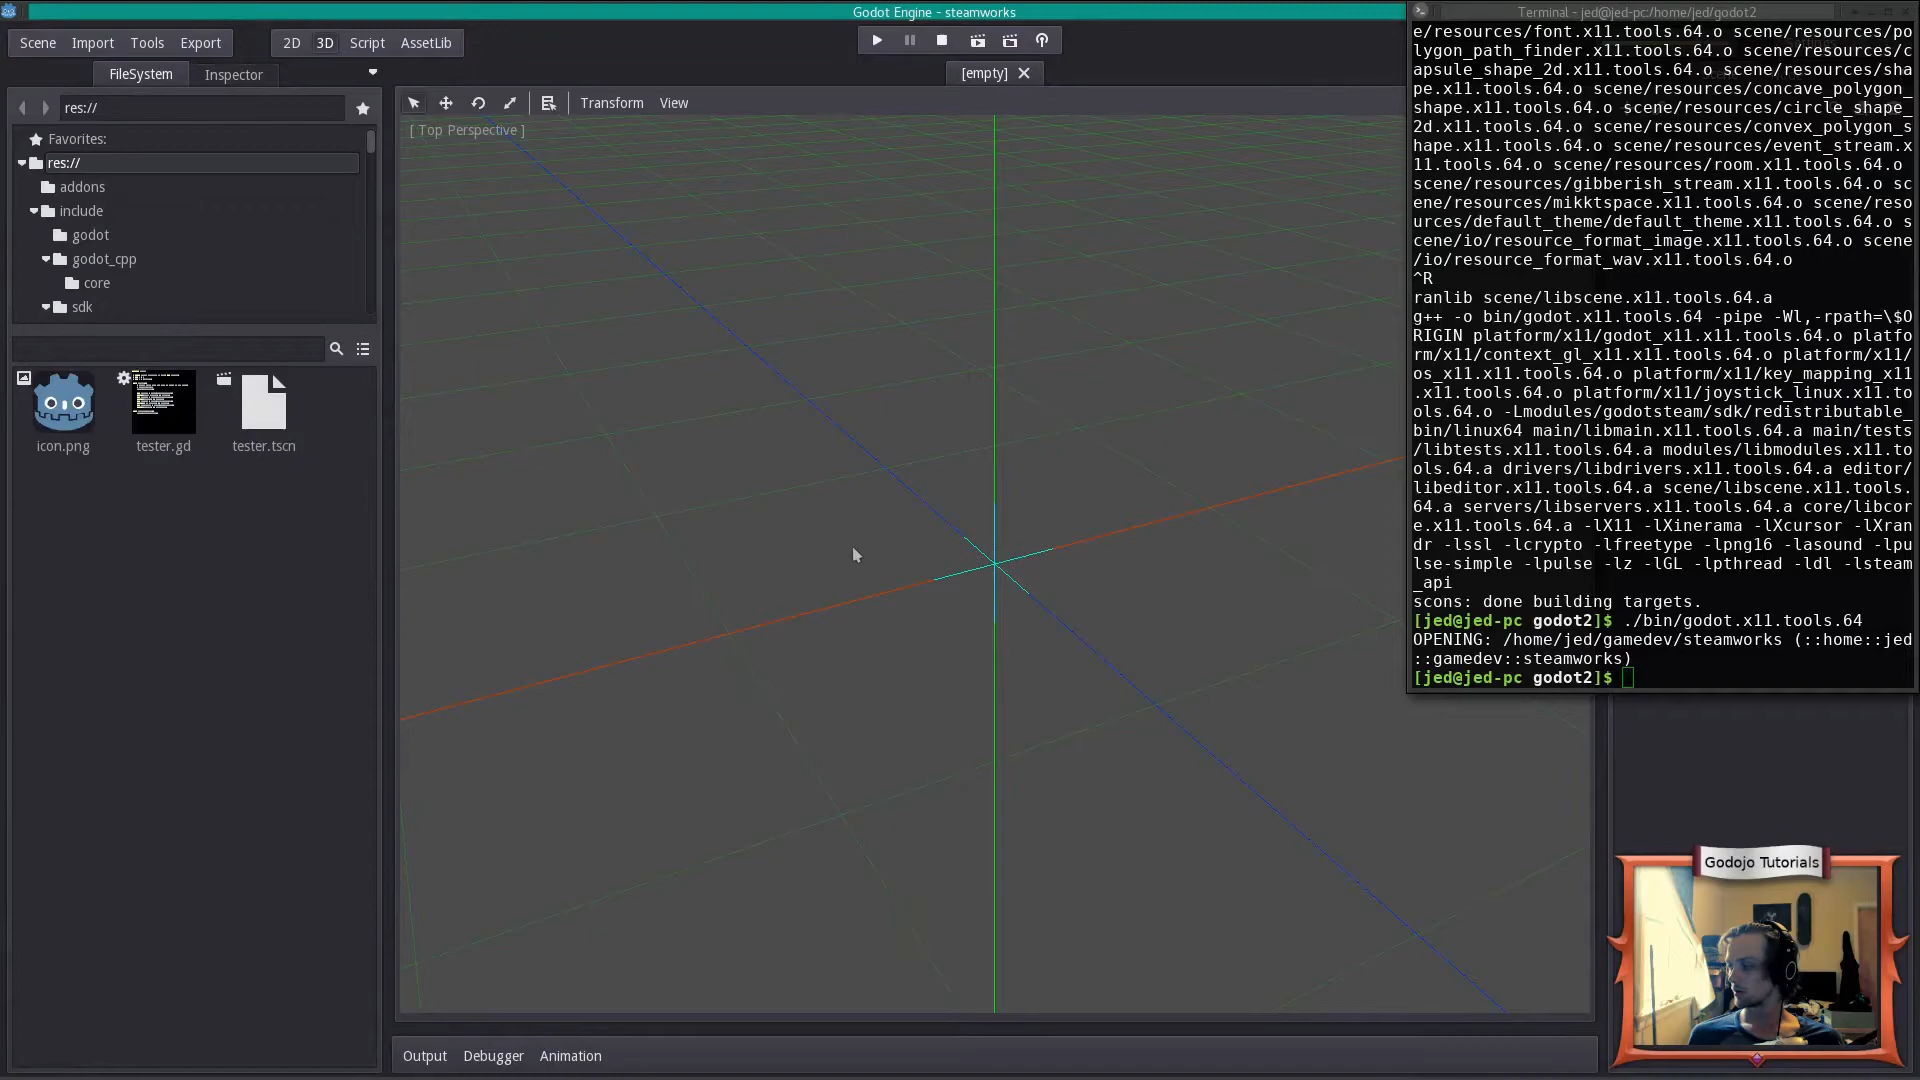 Godot Engine - steamworks
Scene Import Tools Export
2D 3D Script AssetLib
FileSystem Inspector
[empty]
res://
Transform View
[ Top Perspective ]
Favorites:
res://
addons
include
godot
godot_cpp
core
sdk
icon.png
tester.gd
tester.tscn
Output Debugger Animation
Terminal - jed@jed-pc:/home/jed/godot2
e/resources/font.x11.tools.64.o scene/resources/po
lygon_path_finder.x11.tools.64.o scene/resources/c
apsule_shape_2d.x11.tools.64.o scene/resources/sha
pe.x11.tools.64.o scene/resources/concave_polygon_
shape.x11.tools.64.o scene/resources/circle_shape_
2d.x11.tools.64.o scene/resources/convex_polygon_s
hape.x11.tools.64.o scene/resources/event_stream.x
11.tools.64.o scene/resources/room.x11.tools.64.o
scene/resources/gibberish_stream.x11.tools.64.o sc
ene/resources/mikktspace.x11.tools.64.o scene/reso
urces/default_theme/default_theme.x11.tools.64.o s
cene/io/resource_format_image.x11.tools.64.o scene
/io/resource_format_wav.x11.tools.64.o
^R
ranlib scene/libscene.x11.tools.64.a
g++ -o bin/godot.x11.tools.64 -pipe -Wl,-rpath=\$O
RIGIN platform/x11/godot_x11.x11.tools.64.o platfo
rm/x11/context_gl_x11.x11.tools.64.o platform/x11/
os_x11.x11.tools.64.o platform/x11/key_mapping_x11
.x11.tools.64.o platform/x11/joystick_linux.x11.to
ols.64.o -Lmodules/godotsteam/sdk/redistributable_
bin/linux64 main/libmain.x11.tools.64.a main/tests
/libtests.x11.tools.64.a modules/libmodules.x11.to
ols.64.a drivers/libdrivers.x11.tools.64.a editor/
libeditor.x11.tools.64.a scene/libscene.x11.tools.
64.a servers/libservers.x11.tools.64.a core/libcor
e.x11.tools.64.a -lX11 -lXinerama -lXcursor -lXran
dr -lssl -lcrypto -lfreetype -lpng16 -lasound -lpu
lse-simple -lpulse -lz -lGL -lpthread -ldl -lsteam
_api
scons: done building targets.
[jed@jed-pc godot2]$ ./bin/godot.x11.tools.64
OPENING: /home/jed/gamedev/steamworks (::home::jed
::gamedev::steamworks)
[jed@jed-pc godot2]$
Godojo Tutorials